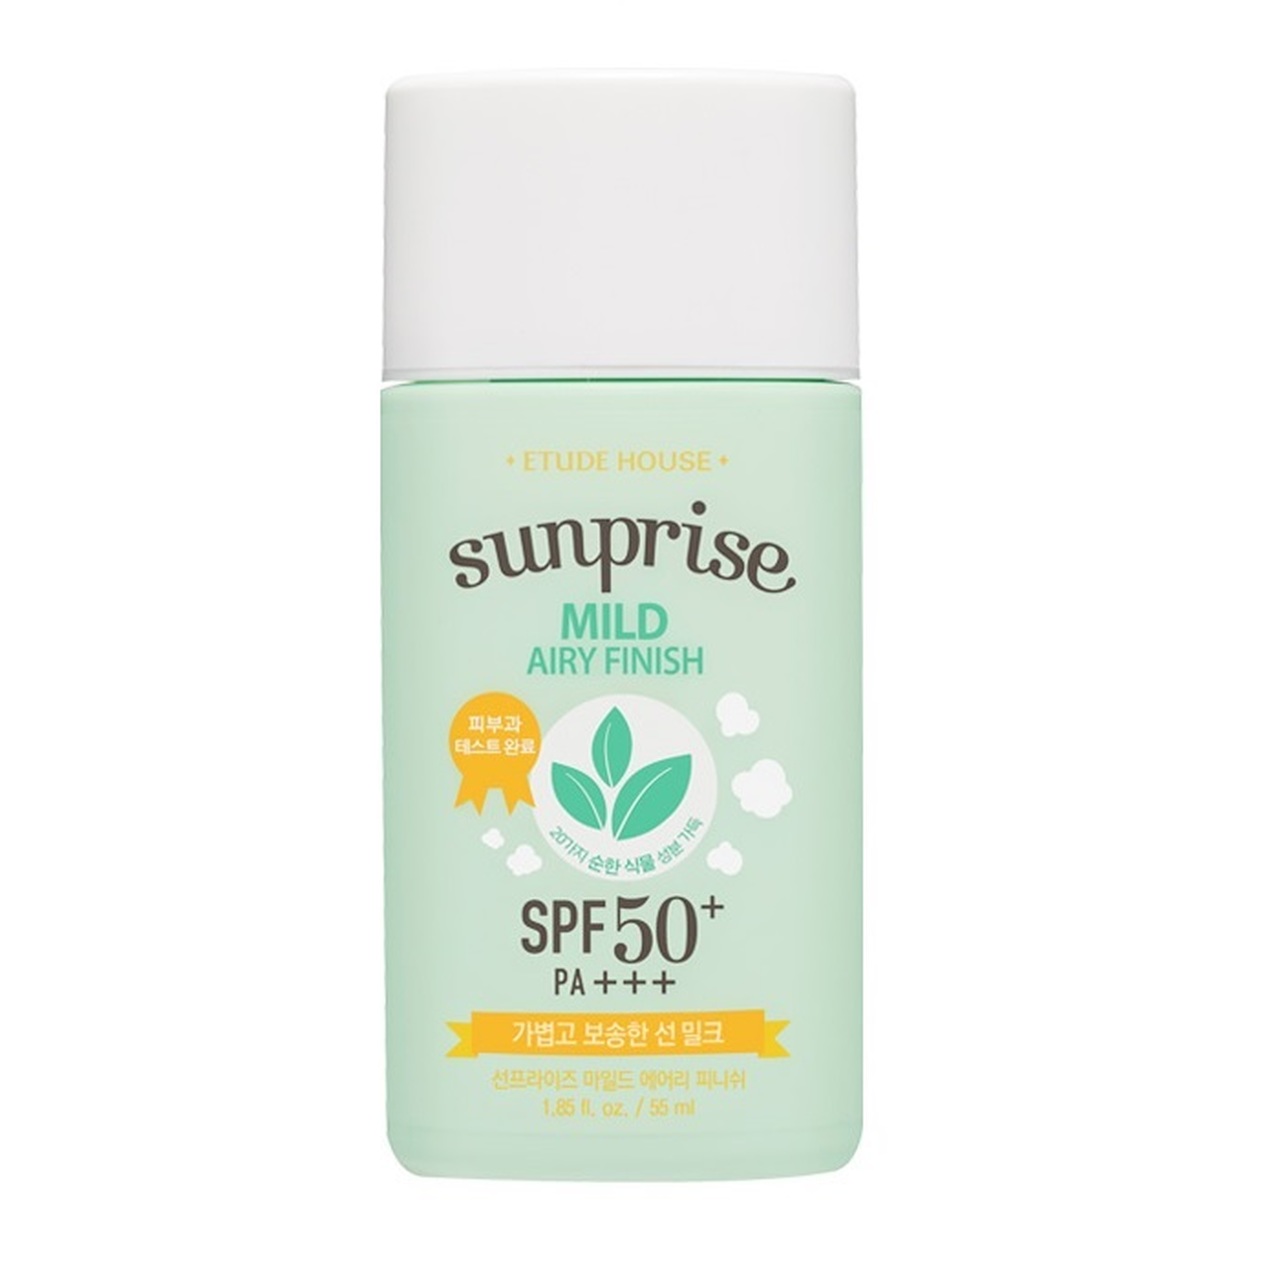 ETUDE HOUSE
sunprise
MILD
AIRY FINISH
피부과
테스트 완료
20가지 순한 식물 성분 가득
SPF 50+
PA+++
가볍고 보송한 선 밀크
선프라이즈 마일드 에어리 피니쉬
1.85 fl. oz. / 55 ml